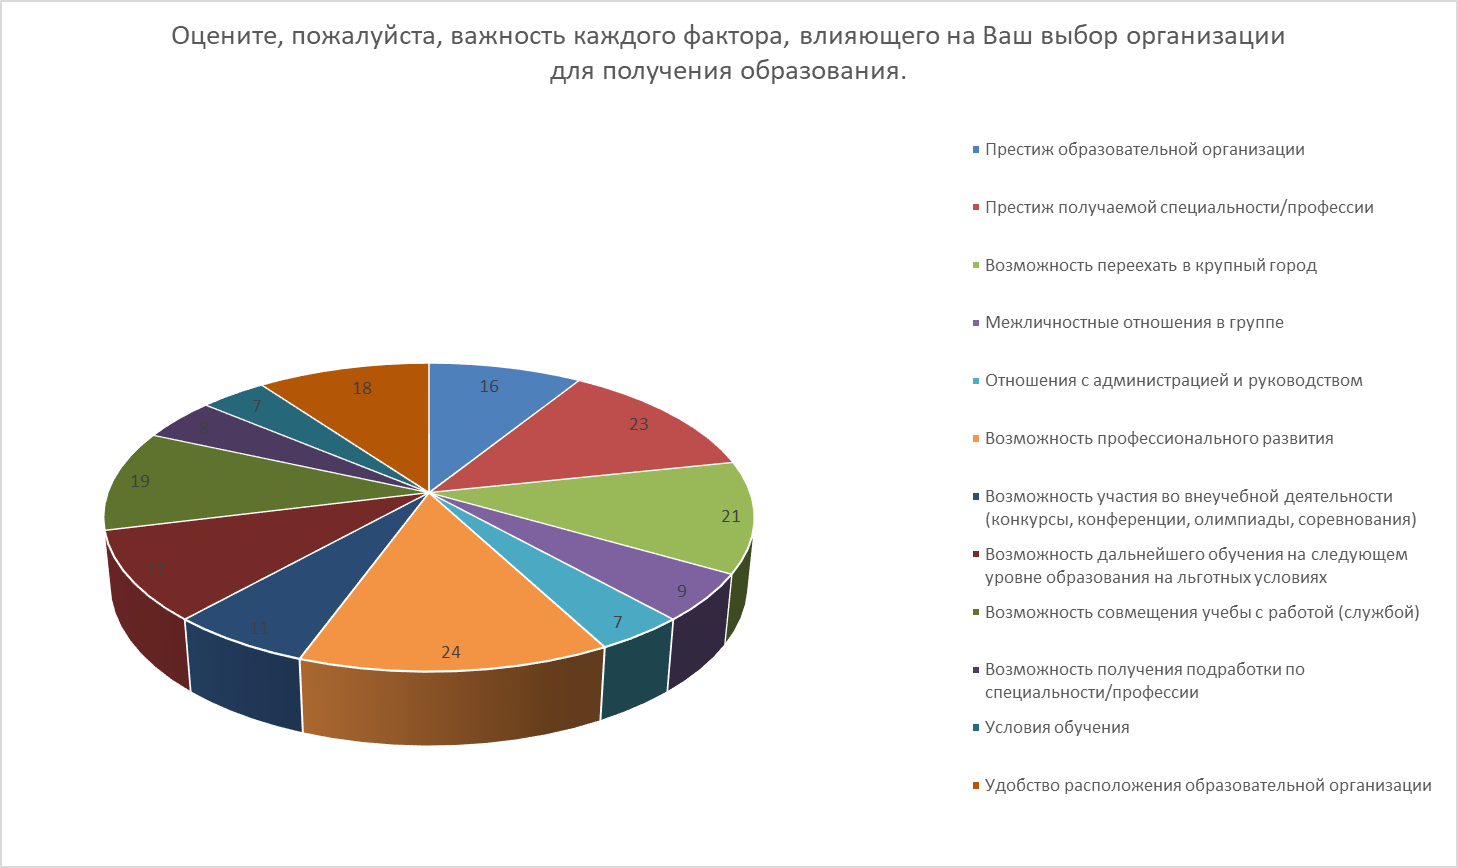 Оцените, пожалуйста, важность каждого фактора, влияющего на Ваш выбор организации
для получения образования.
Престиж образовательной организации
Престиж получаемой специальности/профессии
Возможность переехать в крупный город
Межличностные отношения в группе
Отношения с администрацией и руководством
Возможность профессионального развития
Возможность участия во внеучебной деятельности
(конкурсы, конференции, олимпиады, соревнования)
Возможность дальнейшего обучения на следующем
уровне образования на льготных условиях
Возможность совмещения учебы с работой (службой)
Возможность получения подработки по
специальности/профессии
Условия обучения
Удобство расположения образовательной организации
16
23
21
9
7
24
11
19
8
7
18